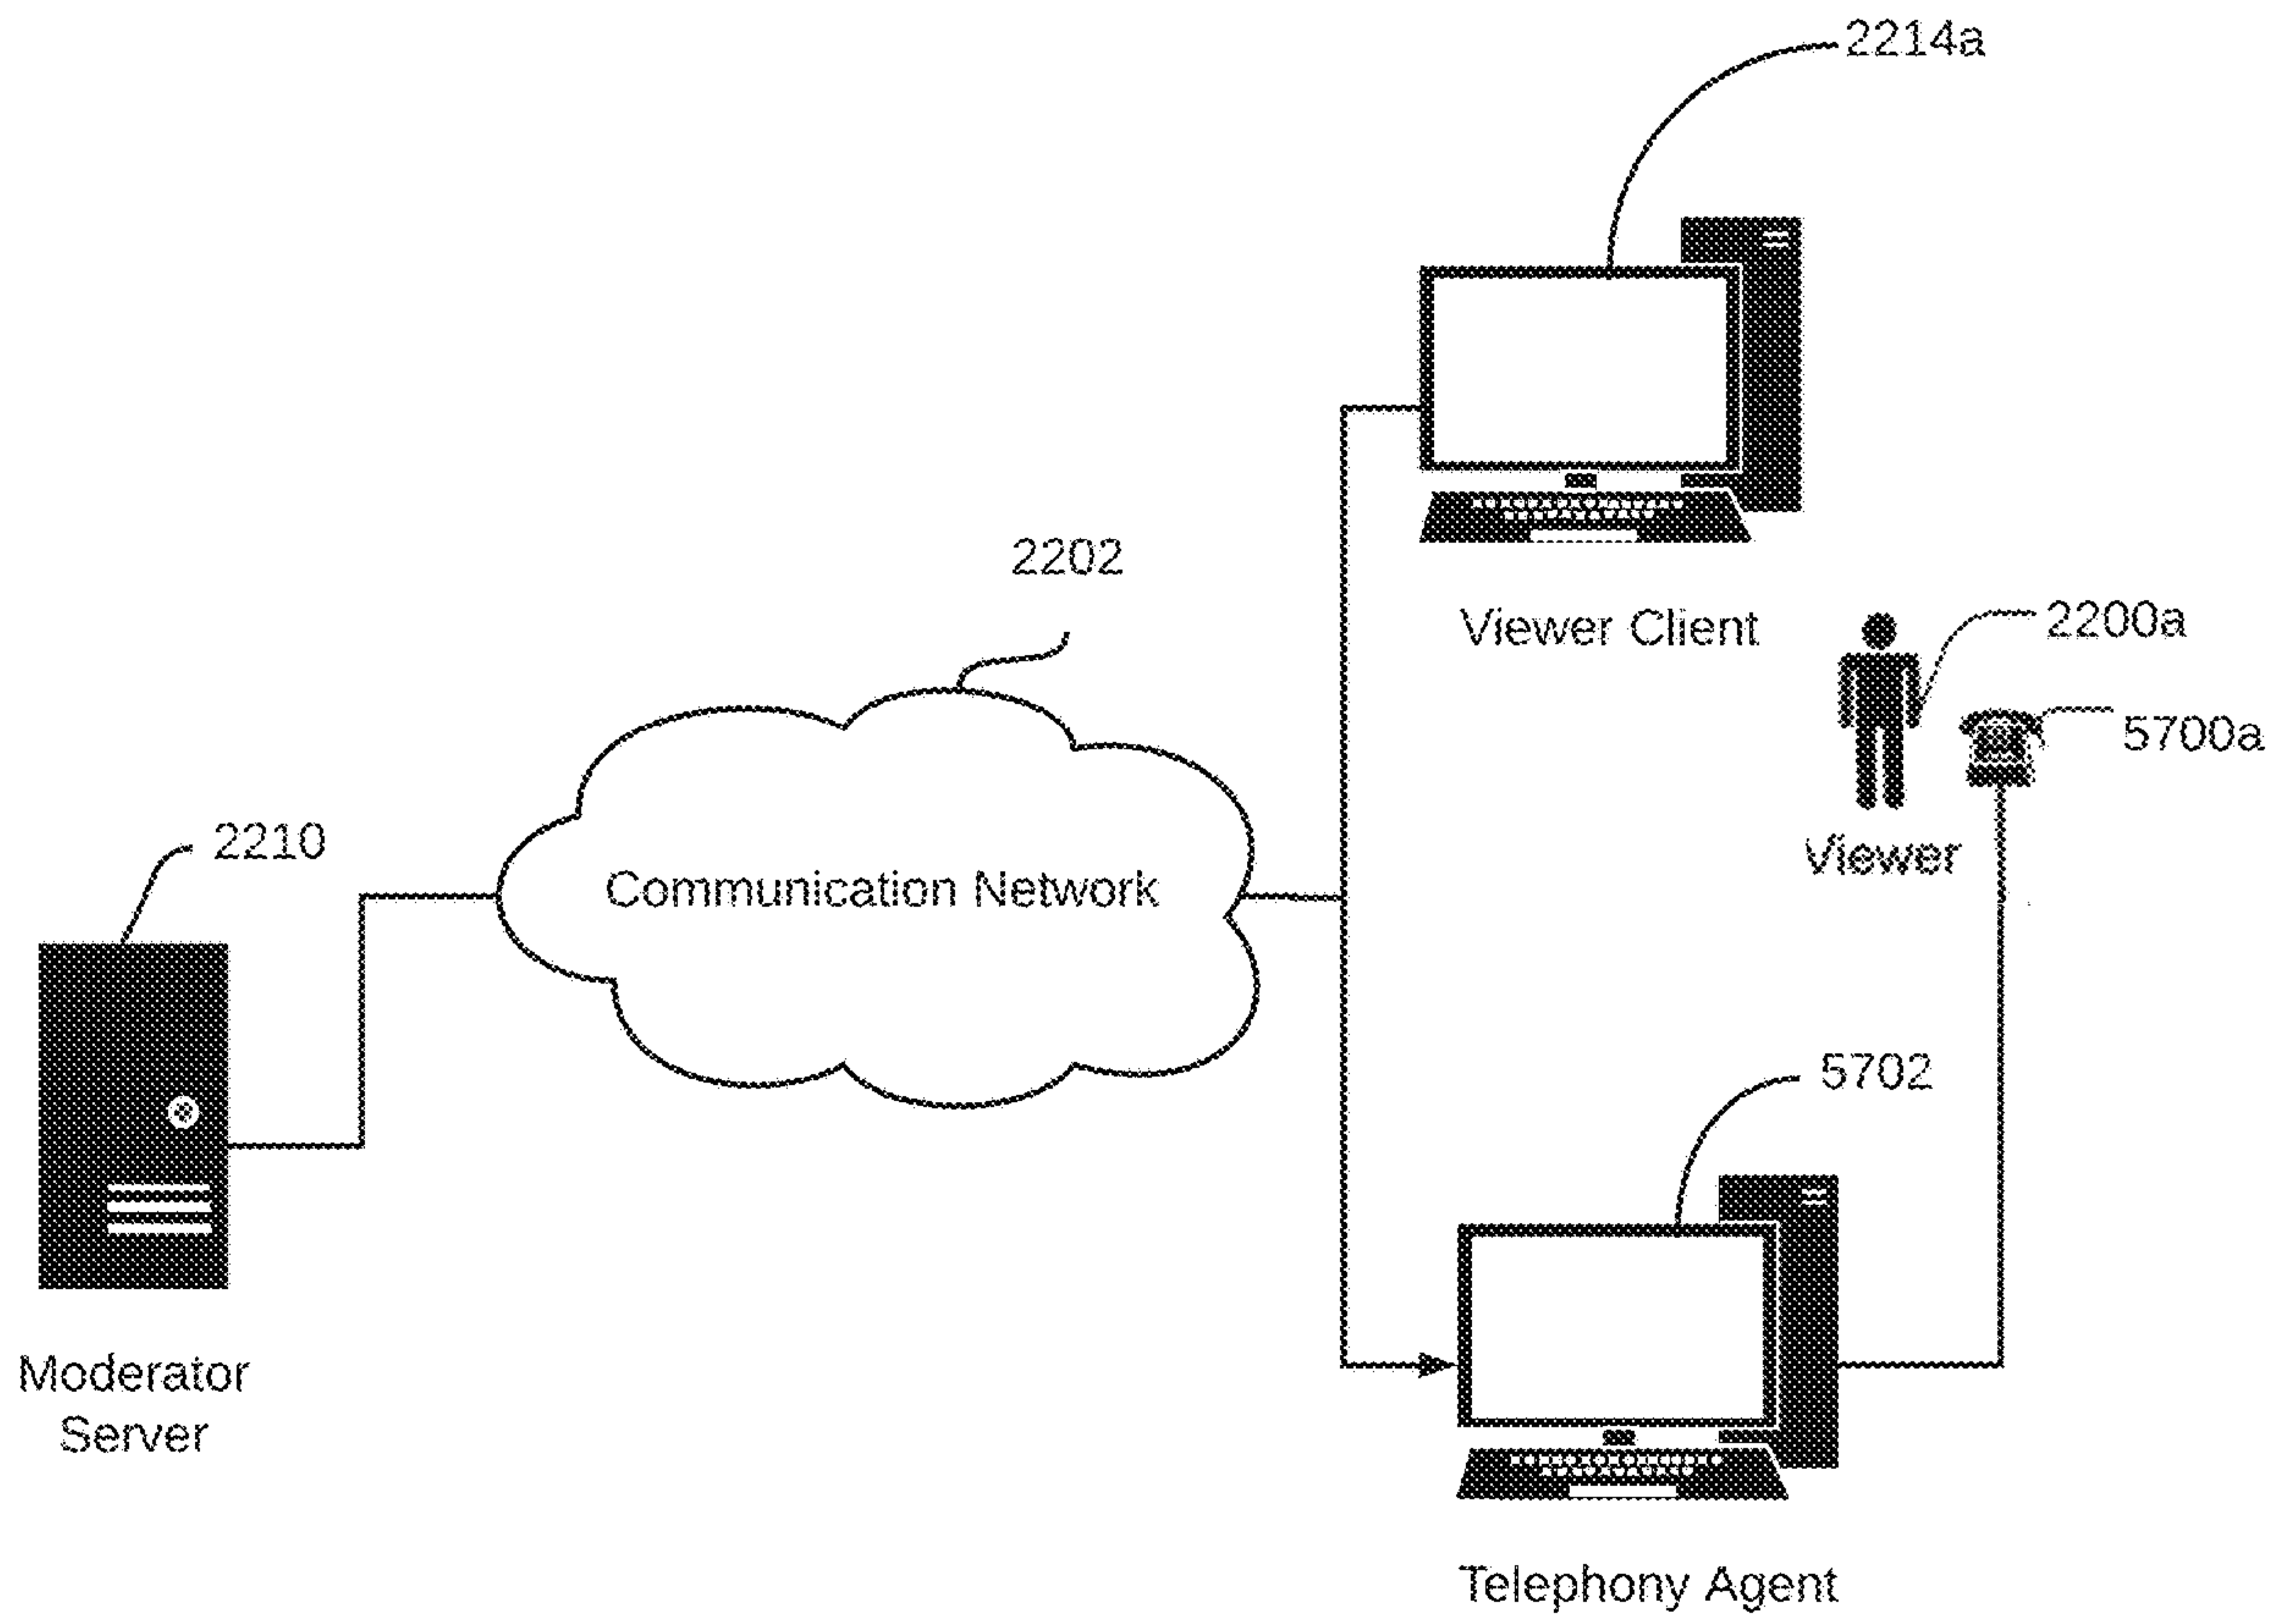 2214a
2202
Viewer Client
2200a
5700a
Viewer
2210
Communication Network
5702
Moderator
Server
Telephony Agent